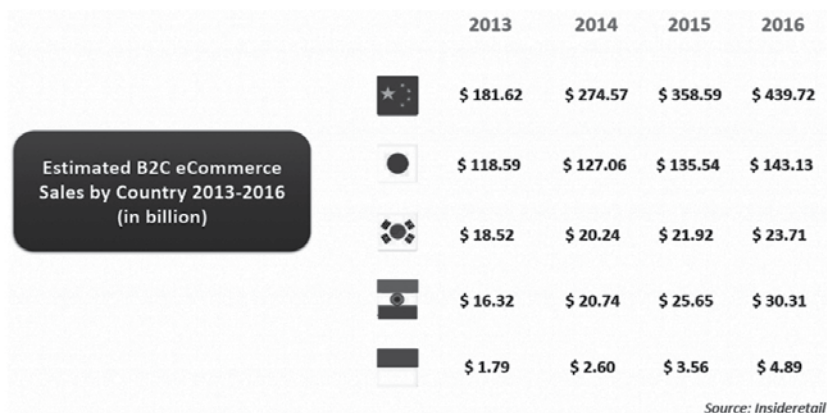 2013 2014 2015 2016
$ 181.62 $ 274.57 $ 358.59 $ 439.72
Estimated B2C eCommerce
Sales by Country 2013-2016
(in billion)
$ 118.59 $ 127.06 $ 135.54 $ 143.13
$ 18.52 $ 20.24 $ 21.92 $ 23.71
$ 16.32 $ 20.74 $ 25.65 $ 30.31
$ 1.79 $ 2.60 $ 3.56 $ 4.89
Source: Insideretail